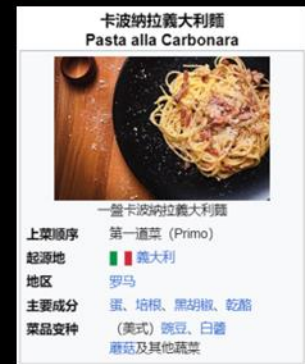 卡波納拉義大利麵
Pasta alla Carbonara
一盤卡波納拉義大利麵
上菜顺序 第一道菜（Primo）
起源地 義大利
地区 罗马
主要成分 蛋、培根、黑胡椒、乾酪
菜品变种 （美式）豌豆、白醬
蘑菇及其他蔬菜